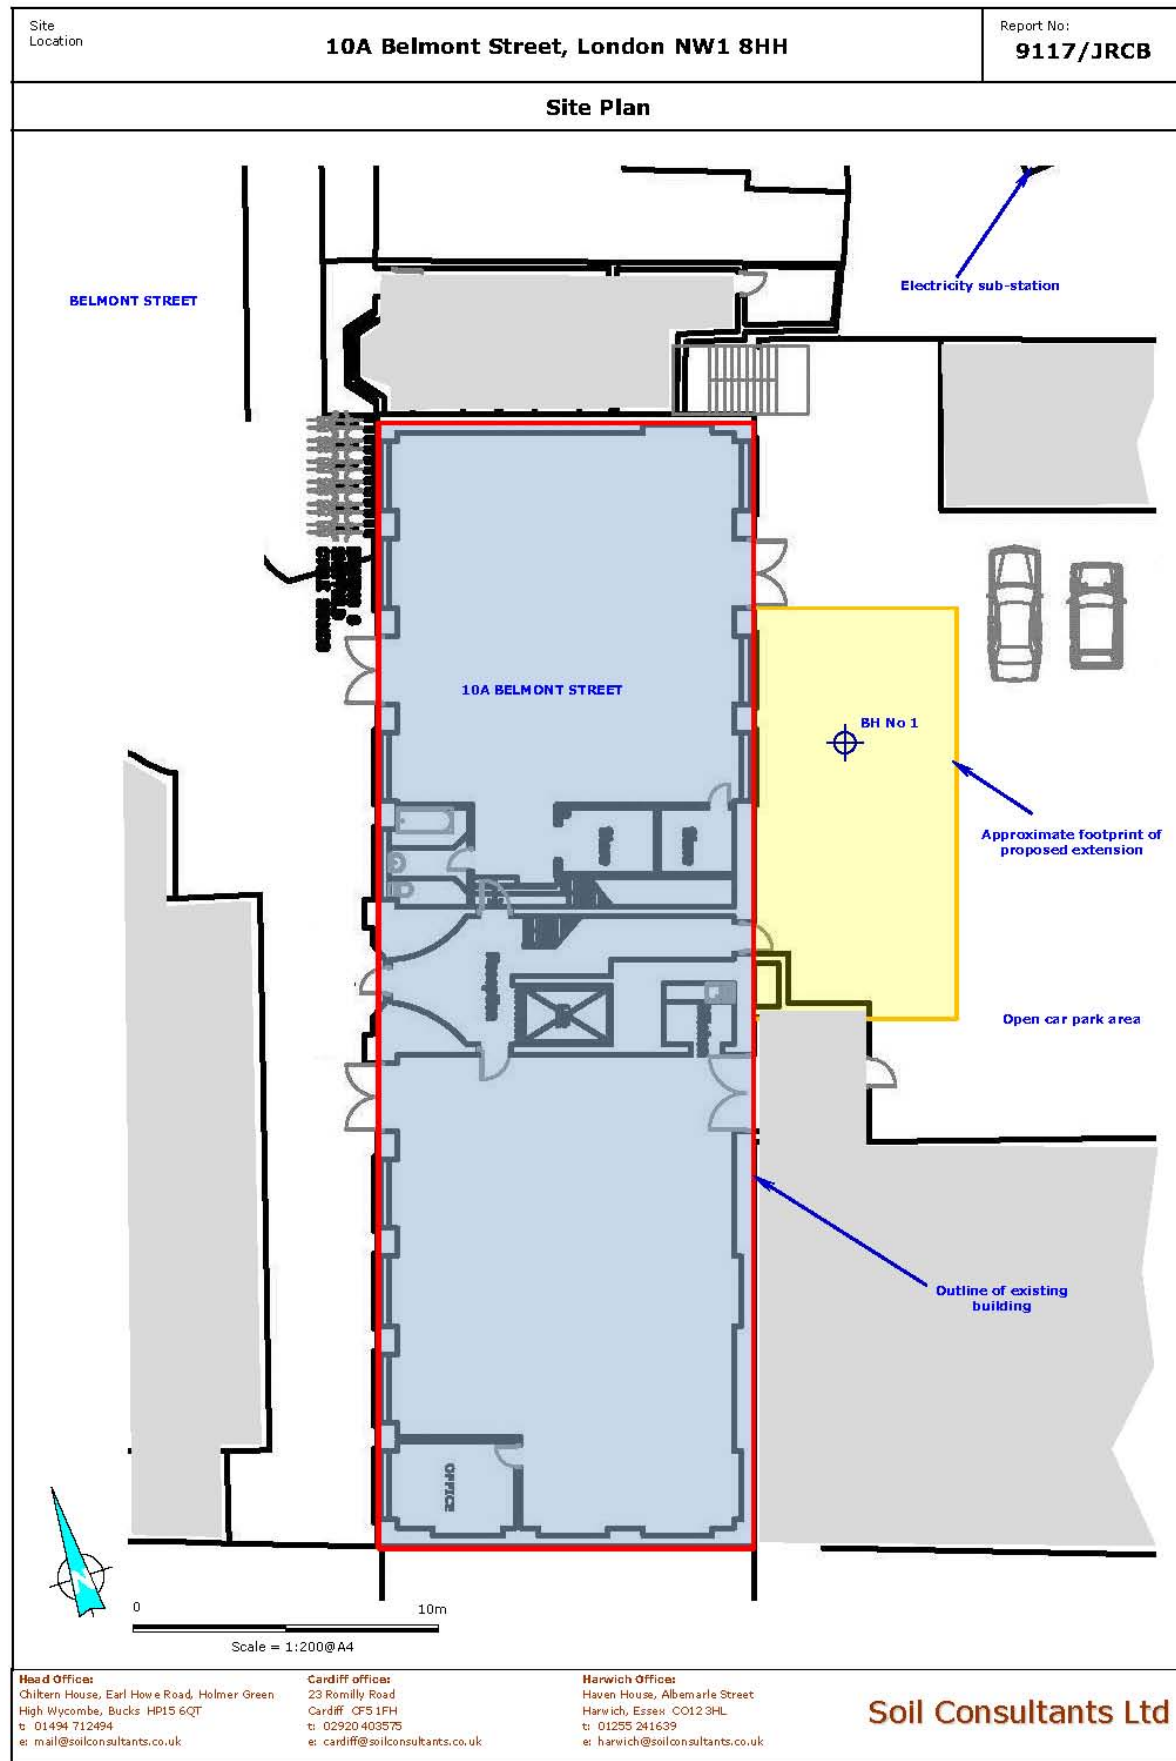 Site
Location
10A Belmont Street, London NW1 8HH
Report No:
9117/JRCB
Site Plan
BELMONT STREET
Electricity sub-station
10A BELMONT STREET
BH No 1
Approximate footprint of
proposed extension
Store
Store
Reception
Open car park area
Outline of existing
building
OFFICE
0
10m
Scale = 1:200@A4
Head Office:
Chiltern House, Earl Howe Road, Holmer Green
High Wycombe, Bucks HP15 6QT
t: 01494 712494
e: mail@soilconsultants.co.uk
Cardiff office:
23 Romilly Road
Cardiff CF5 1FH
t: 02920 403575
e: cardiff@soilconsultants.co.uk
Harwich Office:
Haven House, Albemarle Street
Harwich, Essex CO12 3HL
t: 01255 241639
e: harwich@soilconsultants.co.uk
Soil Consultants Ltd